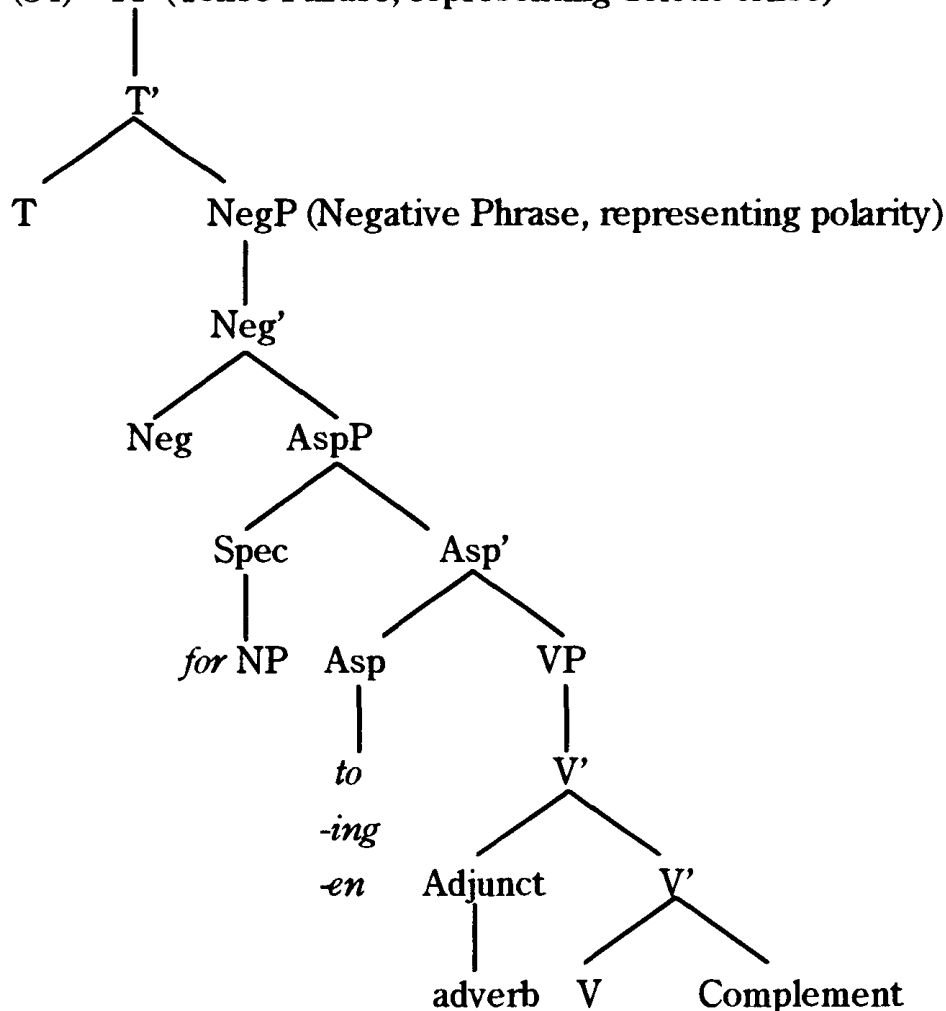 T'
T NegP (Negative Phrase, representing polarity)
Neg'
Neg AspP
Spec Asp'
for NP Asp VP
to V'
-ing
-en Adjunct V'
adverb V Complement